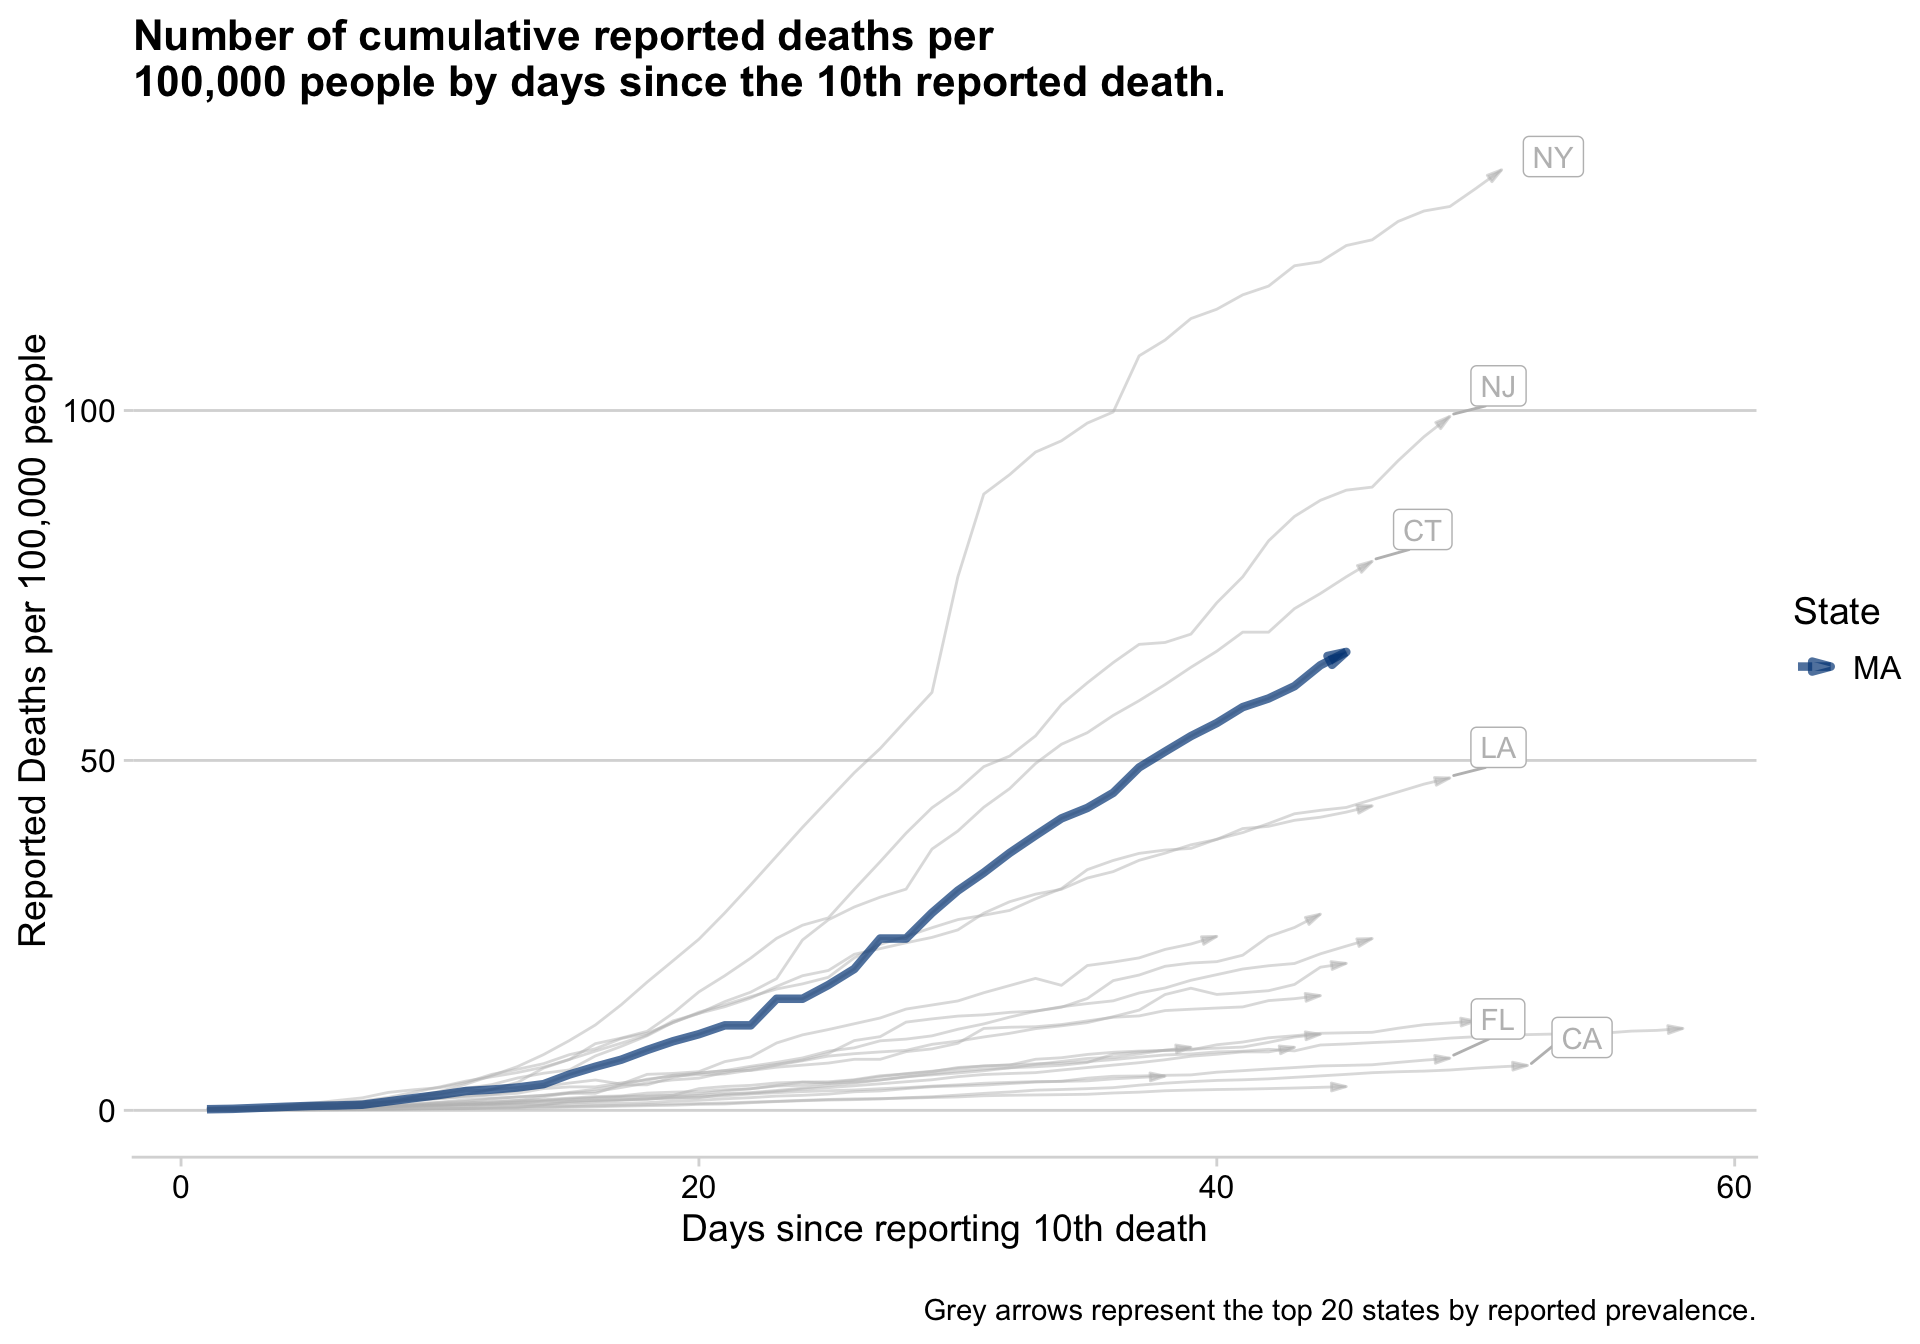 Number of cumulative reported deaths per
100,000 people by days since the 10th reported death.
Reported Deaths per 100,000 people
100
50
0
NY
NJ
CT
LA
FL
CA
State
MA
0
20
40
60
Days since reporting 10th death
Grey arrows represent the top 20 states by reported prevalence.